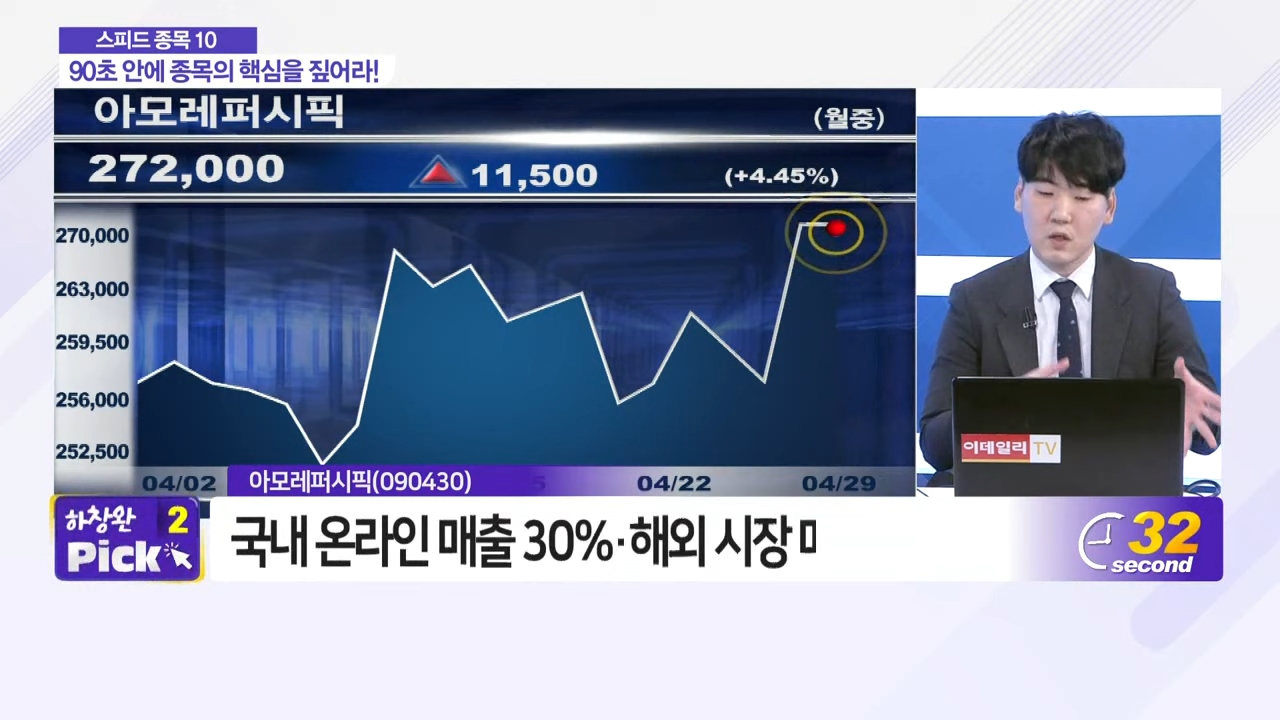 스피드 종목 10
90초 안에 종목의 핵심을 짚어라!
아모레퍼시픽
(월중)
272,000
11,500
(+4.45%)
270,000
263,000
259,500
256,000
252,500
04/02
04/22
04/29
아모레퍼시픽(090430)
이데일리 TV
하창완 2
Pick
국내 온라인 매출 30%·해외 시장
32
second